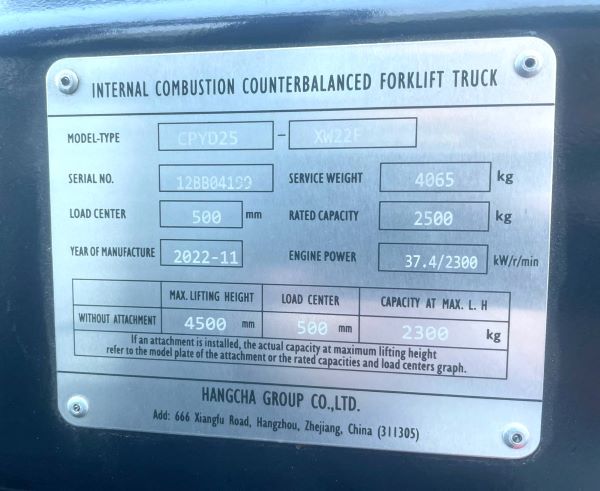 INTERNAL COMBUSTION COUNTERBALANCED FORKLIFT TRUCK
MODEL-TYPE CPYD25 - XW22F
SERIAL NO. SERVICE WEIGHT 4065 kg
LOAD CENTER 500 mm RATED CAPACITY 2500 kg
YEAR OF MANUFACTURE 2022-11 ENGINE POWER 37.4/2300 kW/r/min
MAX. LIFTING HEIGHT LOAD CENTER CAPACITY AT MAX. L. H
WITHOUT ATTACHMENT 4500 mm 500 mm 2300 kg
If an attachment is installed, the actual capacity at maximum lifting height
refer to the model plate of the attachment or the rated capacities and load centers graph.
HANGCHA GROUP CO.,LTD.
Add: 666 Xiangfu Road, Hangzhou, Zhejiang, China (311305)